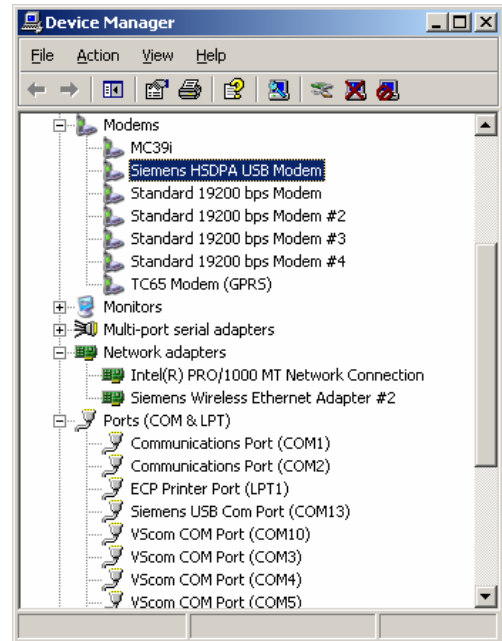 Device Manager
File Action View Help
Modems
MC39i
Siemens HSDPA USB Modem
Standard 19200 bps Modem
Standard 19200 bps Modem #2
Standard 19200 bps Modem #3
Standard 19200 bps Modem #4
TC65 Modem (GPRS)
Monitors
Multi-port serial adapters
Network adapters
Intel(R) PRO/1000 MT Network Connection
Siemens Wireless Ethernet Adapter #2
Ports (COM & LPT)
Communications Port (COM1)
Communications Port (COM2)
ECP Printer Port (LPT1)
Siemens USB Com Port (COM13)
VScom COM Port (COM10)
VScom COM Port (COM3)
VScom COM Port (COM4)
VScom COM Port (COM5)